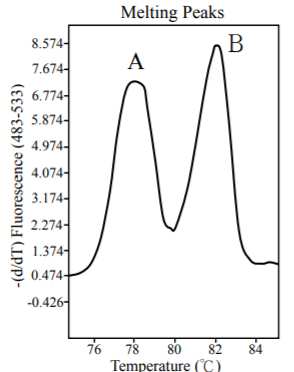 Melting Peaks
-(d/dT) Fluorescence (483-533)
8.574
7.674
6.774
5.874
4.974
4.074
3.174
2.274
1.374
0.474
-0.426
A
B
76 78 80 82 84
Temperature (℃)